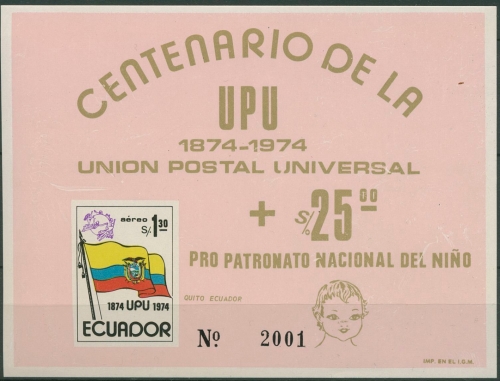 CENTENARIO DE LA
UPU
1874-1974
UNION POSTAL UNIVERSAL
+ S/. 25 00
PRO PATRONATO NACIONAL DEL NIÑO
aéreo
S/. 1.30
1874 UPU 1974
ECUADOR
QUITO ECUADOR
Nº 2001
IMP. EN EL I.G.M.